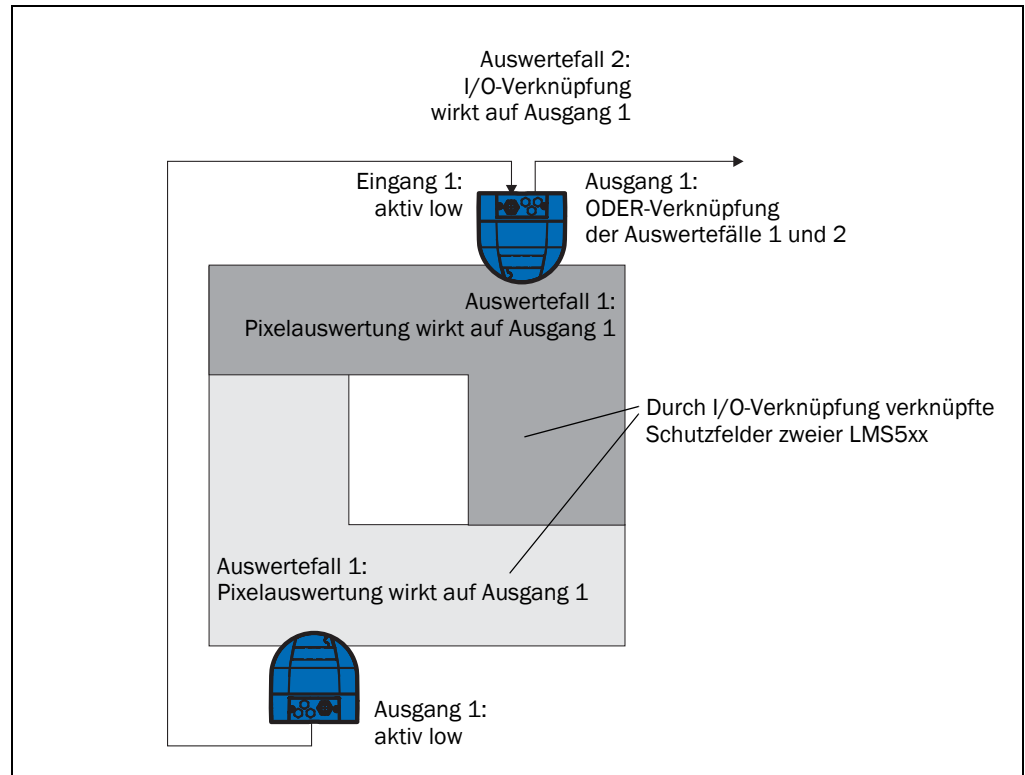 Auswertefall 2:
I/O-Verknüpfung
wirkt auf Ausgang 1
Eingang 1:
aktiv low
Ausgang 1:
ODER-Verknüpfung
der Auswertefälle 1 und 2
Auswertefall 1:
Pixelauswertung wirkt auf Ausgang 1
Durch I/O-Verknüpfung verknüpfte
Schutzfelder zweier LMS5xx
Auswertefall 1:
Pixelauswertung wirkt auf Ausgang 1
Ausgang 1:
aktiv low